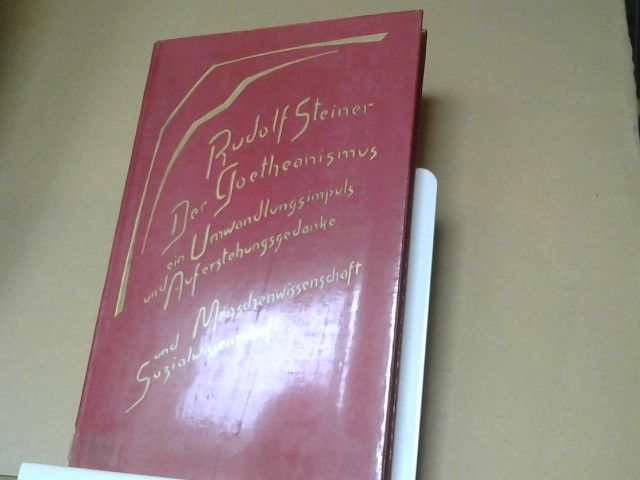 Rudolf Steiner
Der Goetheanismus
ein Umwandlungsimpuls
und Auferstehungsgedanke
und Menschenwissenschaft
Sozialwissenschaft